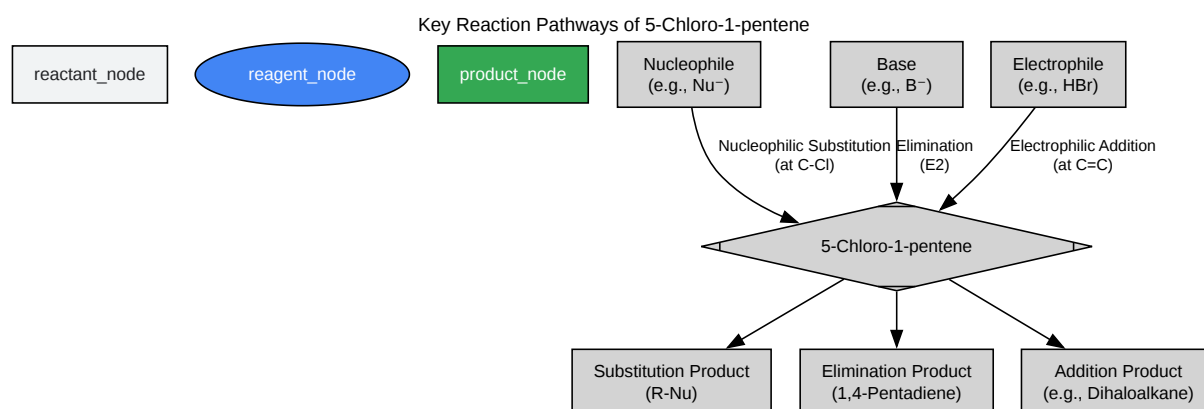 Key Reaction Pathways of 5-Chloro-1-pentene
reactant_node
reagent_node
product_node
Nucleophile
(e.g., Nu⁻)
Base
(e.g., B⁻)
Electrophile
(e.g., HBr)
Nucleophilic Substitution
(at C-Cl)
Elimination
(E2)
Electrophilic Addition
(at C=C)
5-Chloro-1-pentene
Substitution Product
(R-Nu)
Elimination Product
(1,4-Pentadiene)
Addition Product
(e.g., Dihaloalkane)